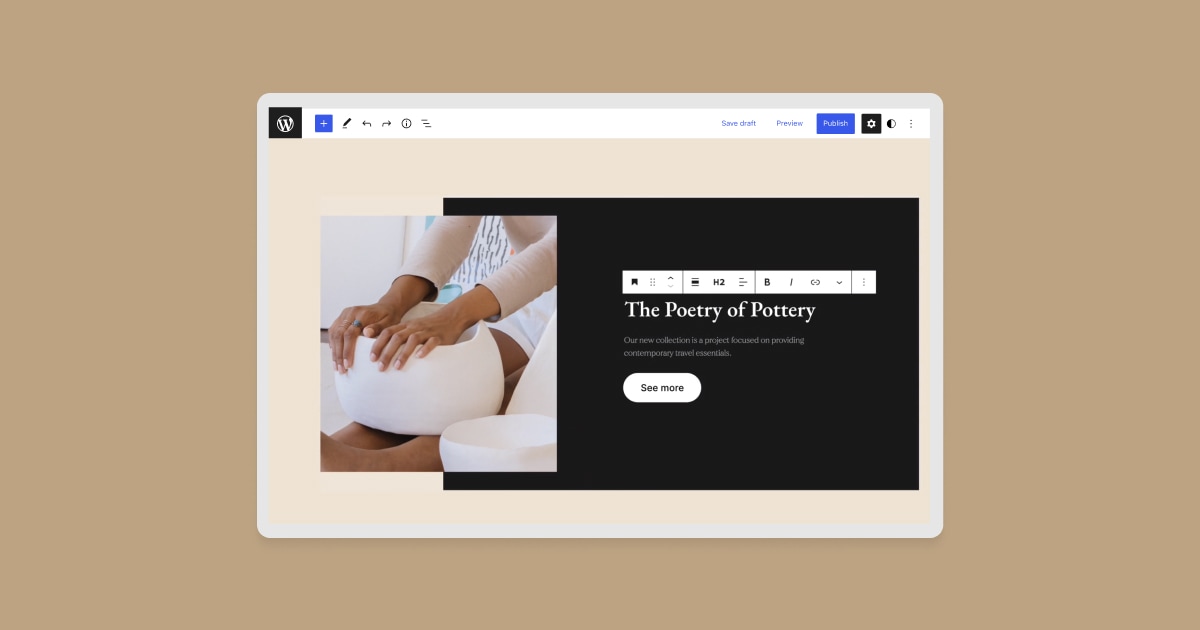 Save draft
Preview
Publish
H2
B
I
The Poetry of Pottery
Our new collection is a project focused on providing
contemporary travel essentials.
See more